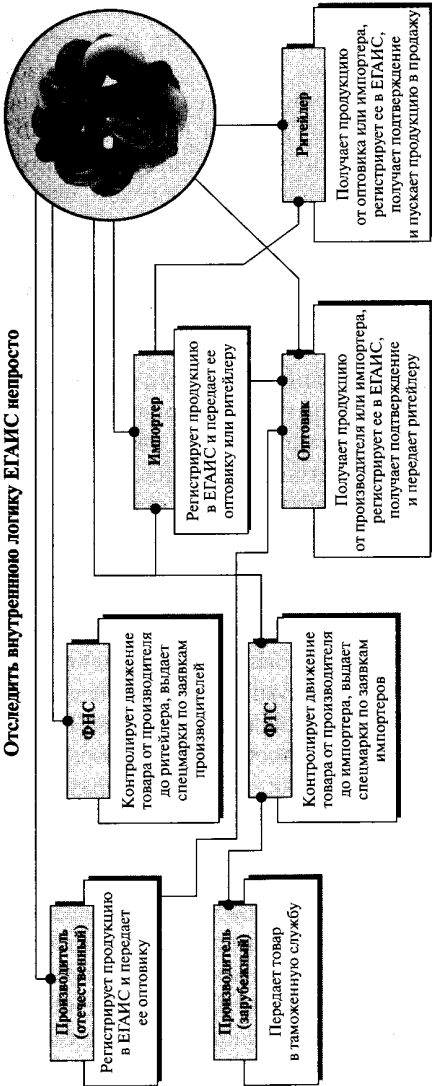 Отследить внутреннюю логику ЕГАИС непросто
Производитель
(отечественный)
Регистрирует продукцию
в ЕГАИС и передает
ее оптовику
ФНС
Контролирует движение
товара от производителя
до ритейлера, выдает
спецмарки по заявкам
производителей
Импортер
Регистрирует продукцию
в ЕГАИС и передает ее
оптовику или ритейлеру
Производитель
(зарубежный)
Передает товар
в таможенную службу
ФТС
Контролирует движение
товара от производителя
до импортера, выдает
спецмарки по заявкам
импортеров
Оптовик
Получает продукцию
от производителя или импортера,
регистрирует ее в ЕГАИС,
получает подтверждение
и передает ритейлеру
Ритейлер
Получает продукцию
от оптовика или импортера,
регистрирует ее в ЕГАИС,
получает подтверждение
и пускает продукцию в продажу